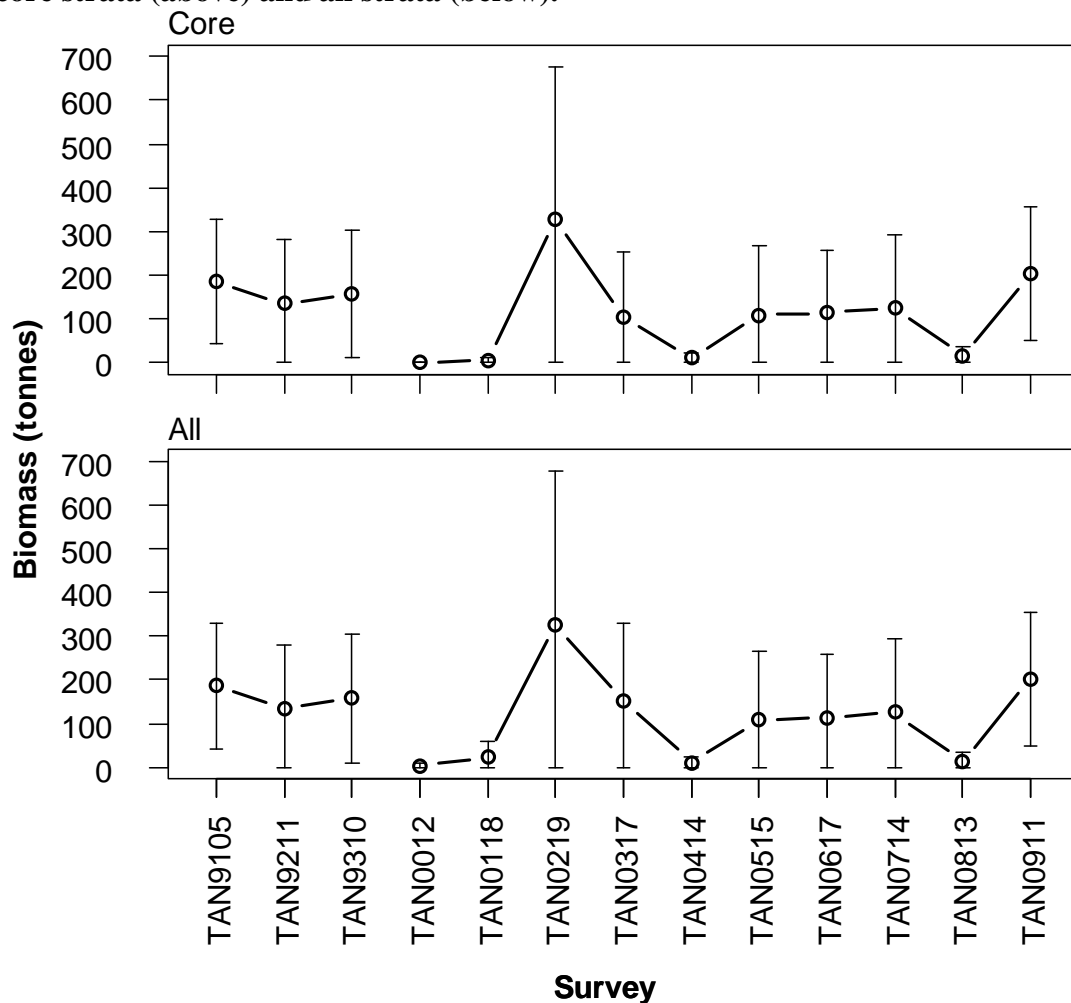 core strata (above) and all strata (below).
Core
700
600
500
400
300
200
100
0
All
700
600
500
400
300
200
100
0
Biomass (tonnes)
TAN9105
TAN9211
TAN9310
TAN0012
TAN0118
TAN0219
TAN0317
TAN0414
TAN0515
TAN0617
TAN0714
TAN0813
TAN0911
Survey